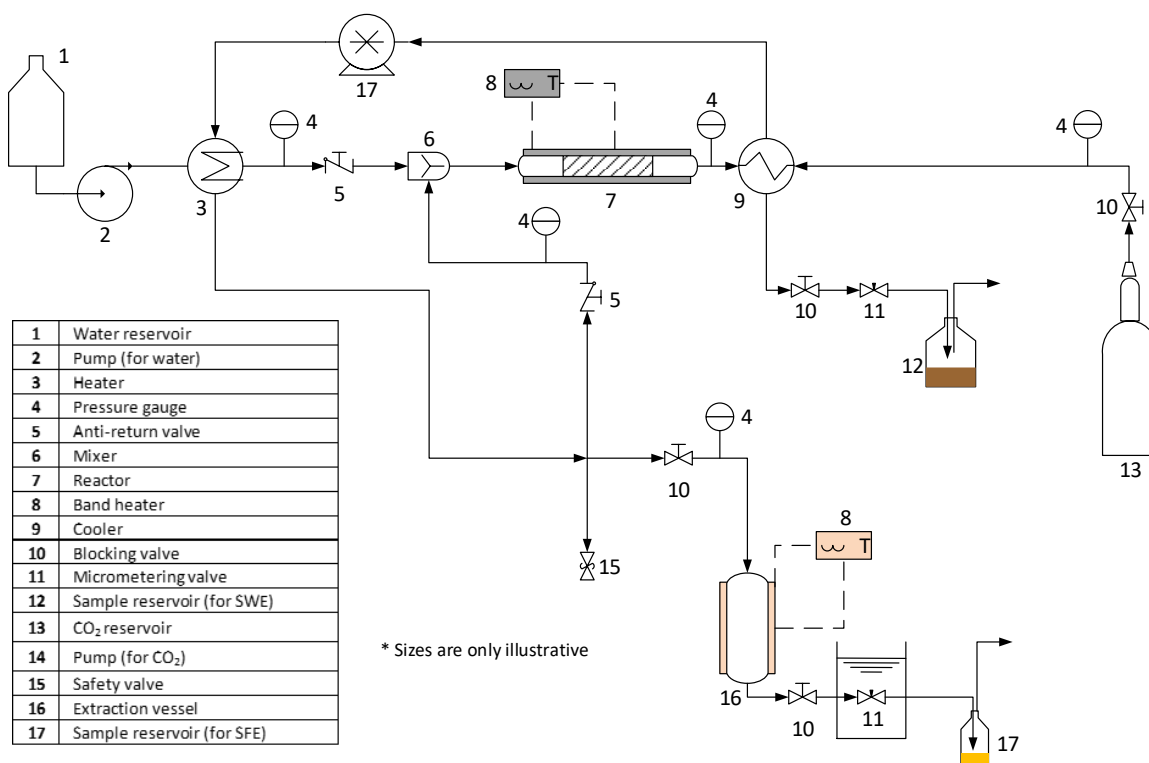 1
17
8
T
4
6
4
4
2
3
5
7
9
10
4
5
10
11
12
13
1 Water reservoir
2 Pump (for water)
3 Heater
4 Pressure gauge
5 Anti-return valve
6 Mixer
7 Reactor
8 Band heater
9 Cooler
10 Blocking valve
11 Micrometering valve
12 Sample reservoir (for SWE)
13 CO₂ reservoir
14 Pump (for CO₂)
15 Safety valve
16 Extraction vessel
17 Sample reservoir (for SFE)
4
10
15
8
T
* Sizes are only illustrative
16
10
11
17